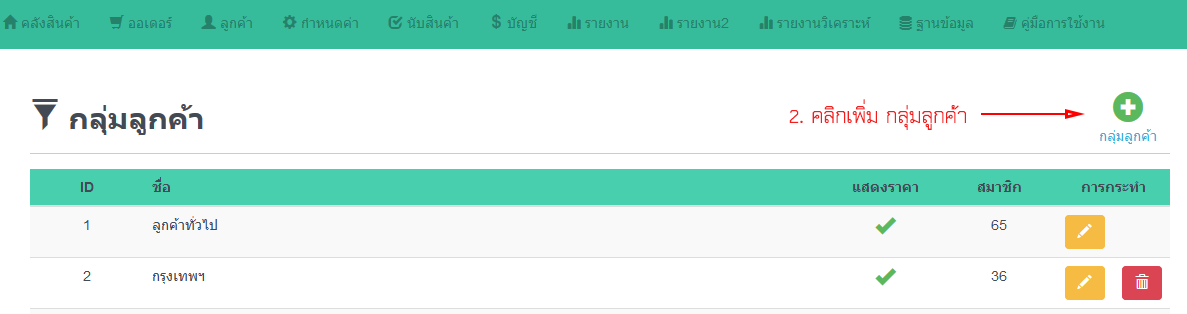 คลังสินค้า ออเดอร์ ลูกค้า กำหนดค่า นับสินค้า บัญชี รายงาน รายงาน2 รายงานวิเคราะห์ ฐานข้อมูล คู่มือการใช้งาน
กลุ่มลูกค้า
2. คลิกเพิ่ม กลุ่มลูกค้า
กลุ่มลูกค้า
ID ชื่อ แสดงราคา สมาชิก การกระทำ
1 ลูกค้าทั่วไป 65
2 กรุงเทพฯ 36